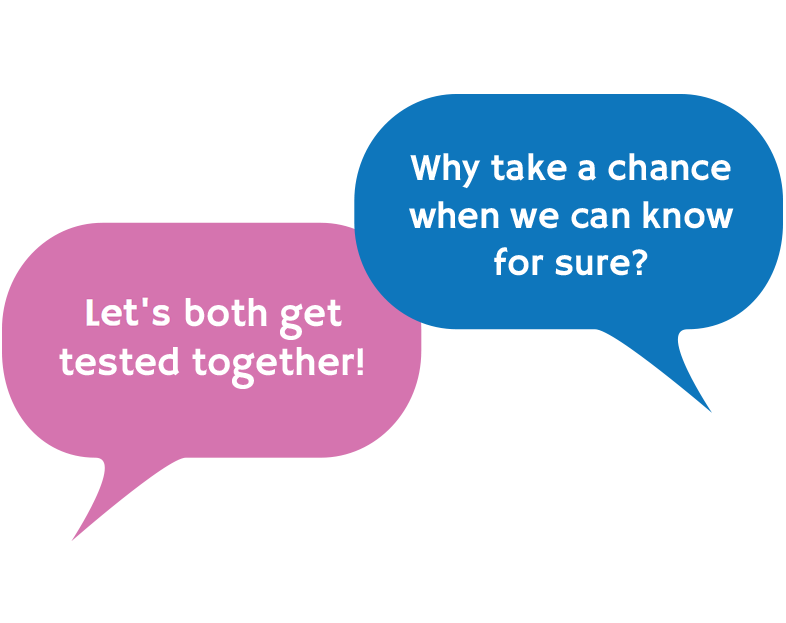 Why take a chance
when we can know
for sure?
Let's both get
tested together!